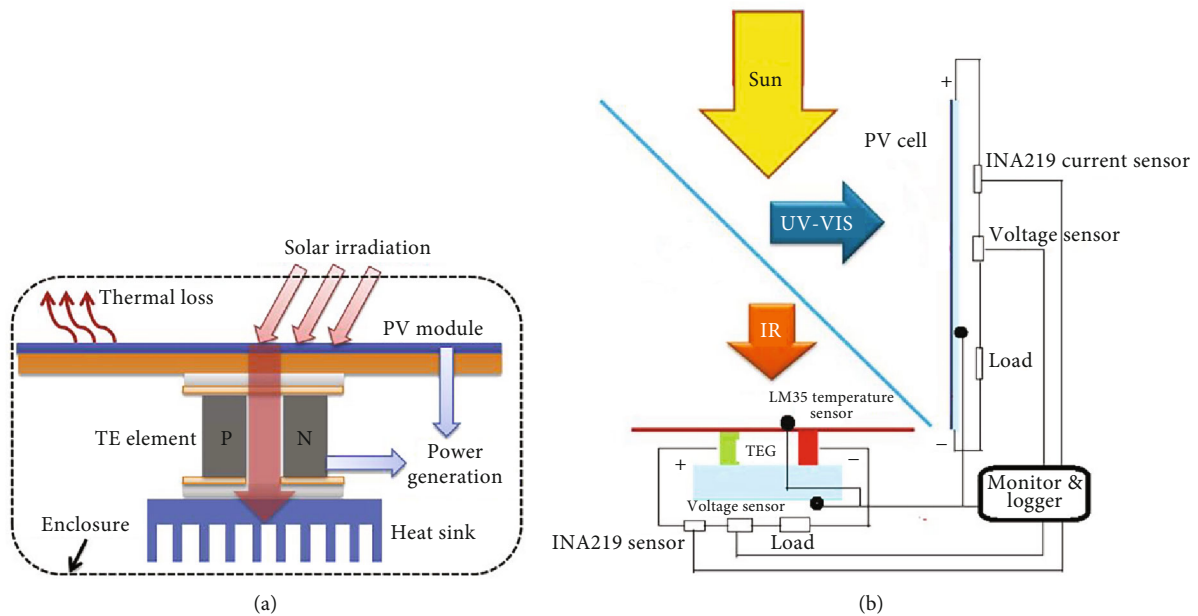 Solar irradiation
Thermal loss
PV module
TE element
P
N
Power
generation
Heat sink
Enclosure
(a)
Sun
PV cell
+
INA219 current sensor
UV-VIS
Voltage sensor
IR
Load
LM35 temperature
sensor
TEG
+
−
−
Monitor &
logger
Voltage sensor
INA219 sensor
Load
(b)